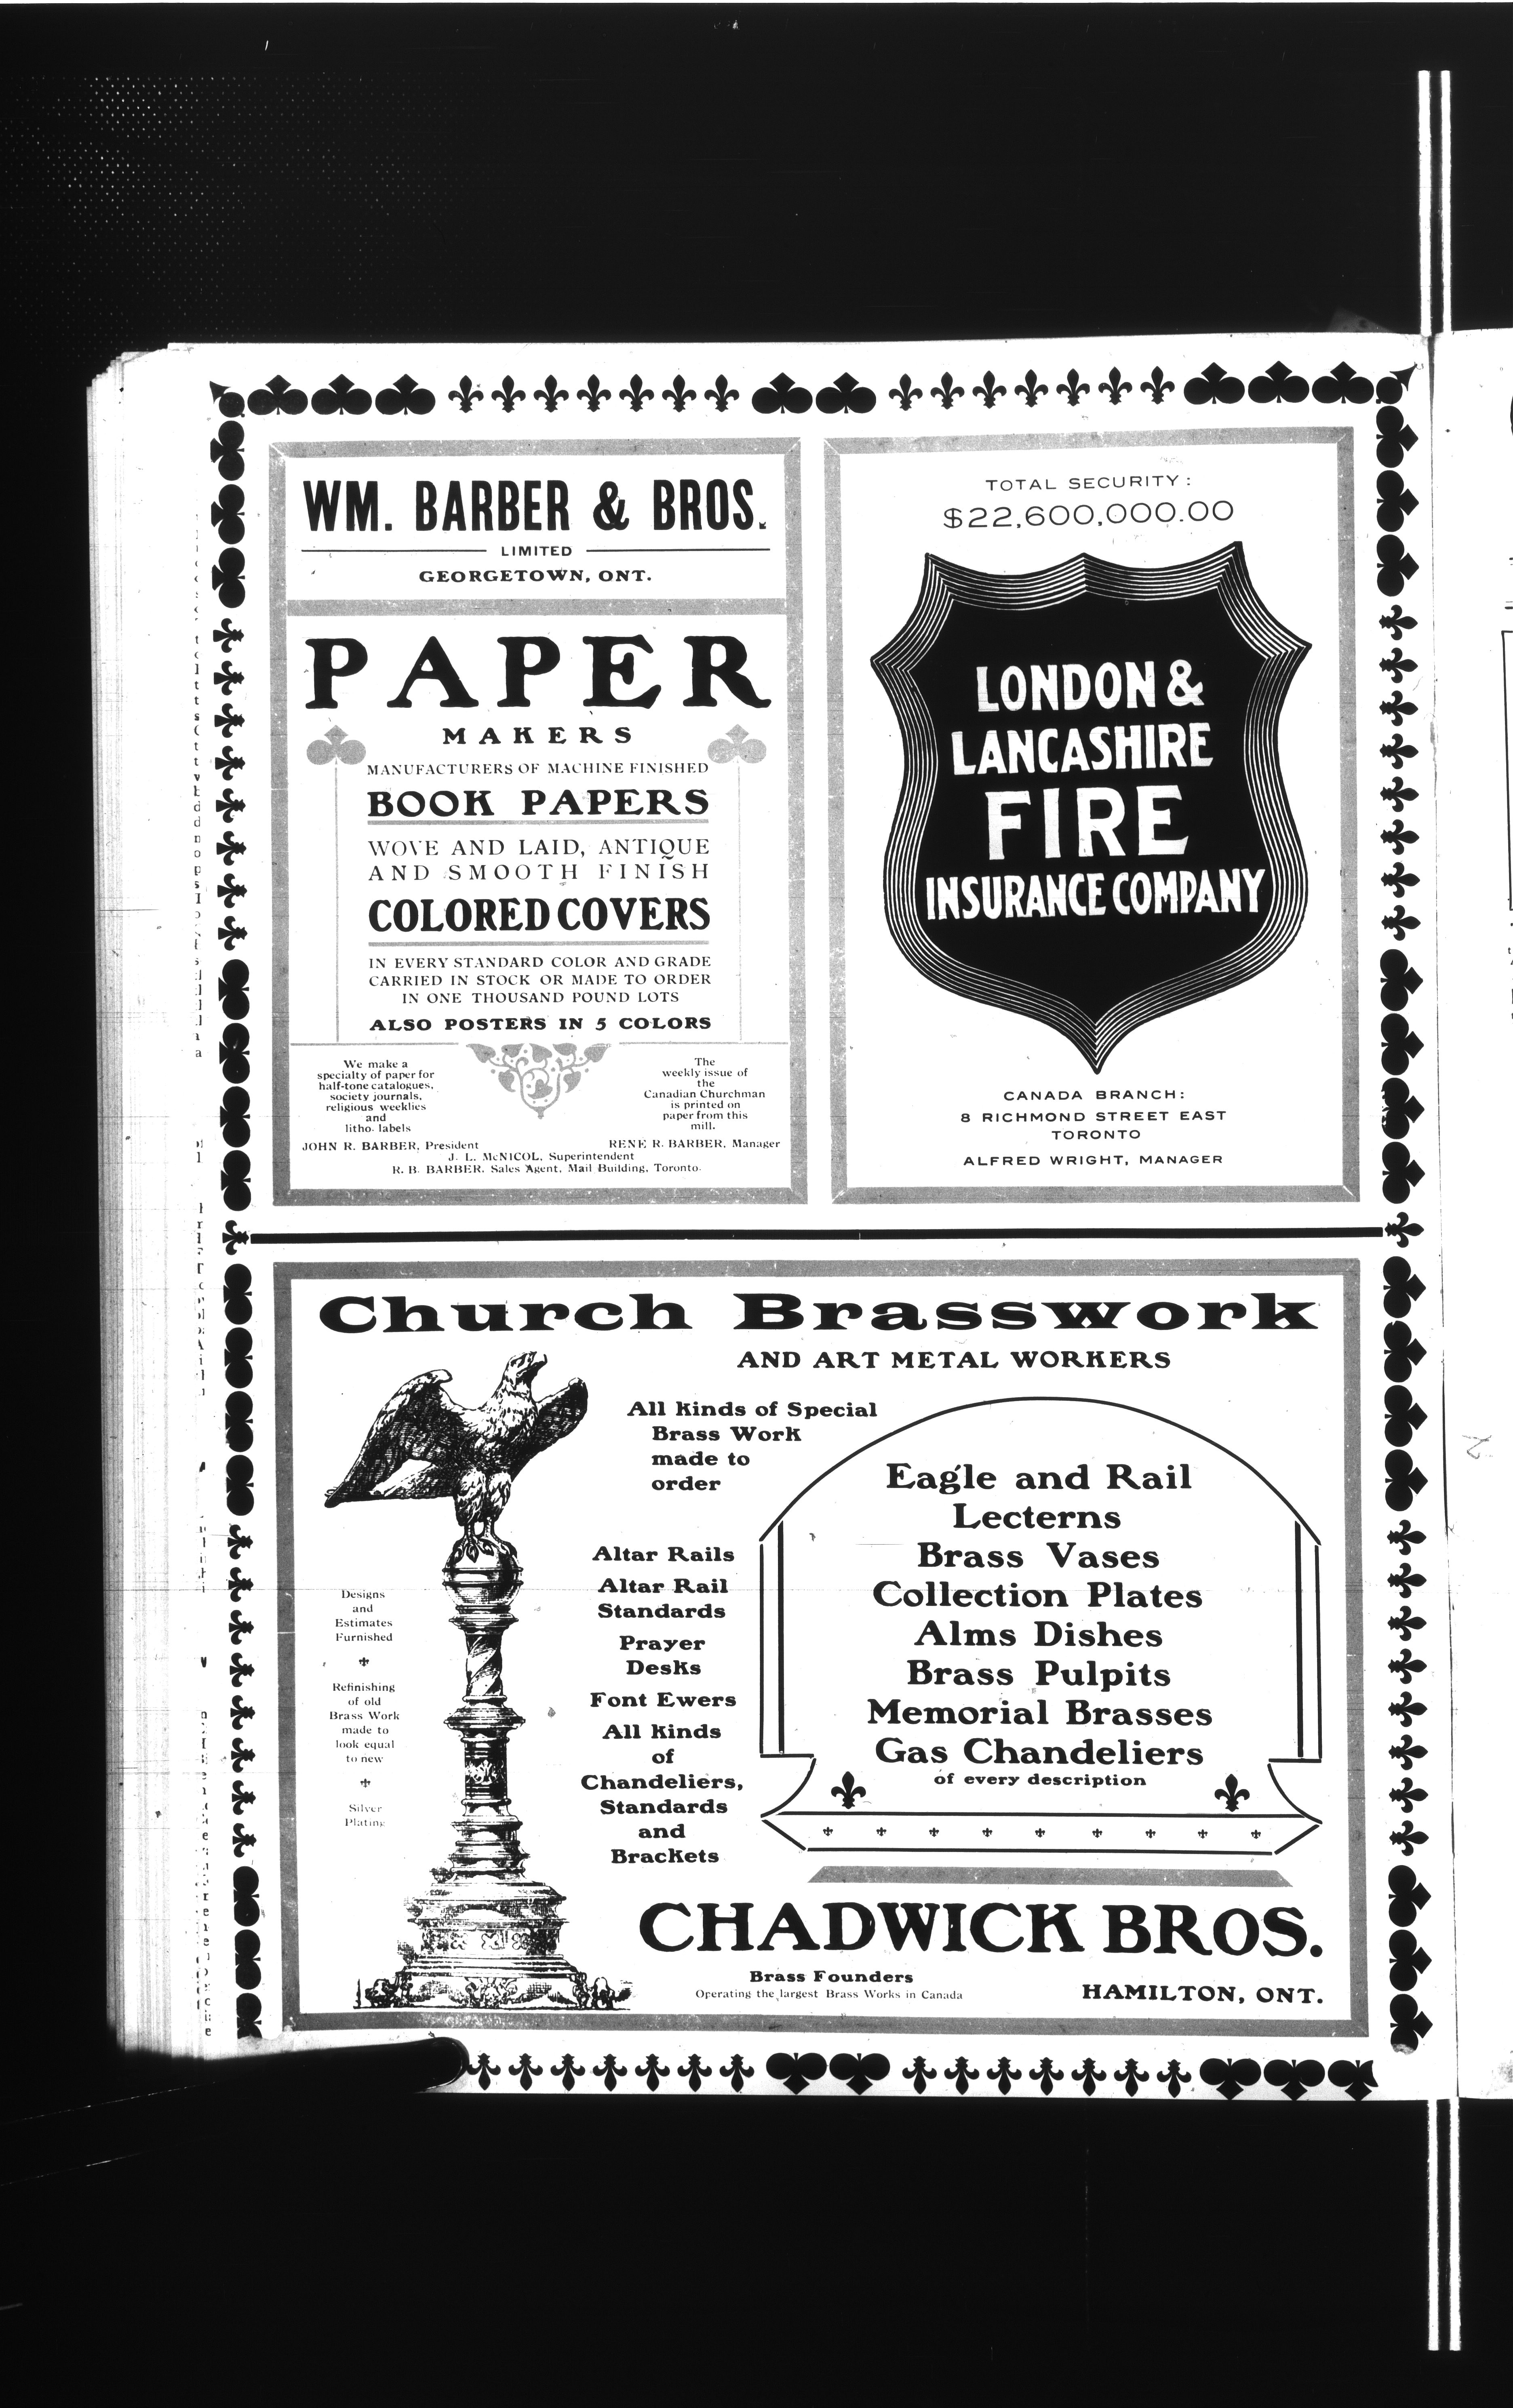 WM. BARBER & BROS.
LIMITED
GEORGETOWN, ONT.
PAPER
MAKERS
MANUFACTURERS OF MACHINE FINISHED
BOOK PAPERS
WOVE AND LAID, ANTIQUE
AND SMOOTH FINISH
COLORED COVERS
IN EVERY STANDARD COLOR AND GRADE
CARRIED IN STOCK OR MADE TO ORDER
IN ONE THOUSAND POUND LOTS
ALSO POSTERS IN 5 COLORS
We make a
specialty of paper for
half-tone catalogues,
society journals,
religious weeklies
and
litho. labels
The
weekly issue of
the
Canadian Churchman
is printed on
paper from this
mill.
JOHN R. BARBER, President
RENE R. BARBER, Manager
J. L. McNICOL, Superintendent
R. B. BARBER, Sales Agent, Mail Building, Toronto.
TOTAL SECURITY:
$22,600,000.00
LONDON &
LANCASHIRE
FIRE
INSURANCE COMPANY
CANADA BRANCH:
8 RICHMOND STREET EAST
TORONTO
ALFRED WRIGHT, MANAGER
Church Brasswork
AND ART METAL WORKERS
All kinds of Special
Brass Work
made to
order
Designs
and
Estimates
Furnished
Refinishing
of old
Brass Work
made to
look equal
to new
Silver
Plating
Altar Rails
Altar Rail
Standards
Prayer
Desks
Font Ewers
All kinds
of
Chandeliers,
Standards
and
Brackets
Eagle and Rail
Lecterns
Brass Vases
Collection Plates
Alms Dishes
Brass Pulpits
Memorial Brasses
Gas Chandeliers
of every description
CHADWICK BROS.
Brass Founders
Operating the largest Brass Works in Canada
HAMILTON, ONT.